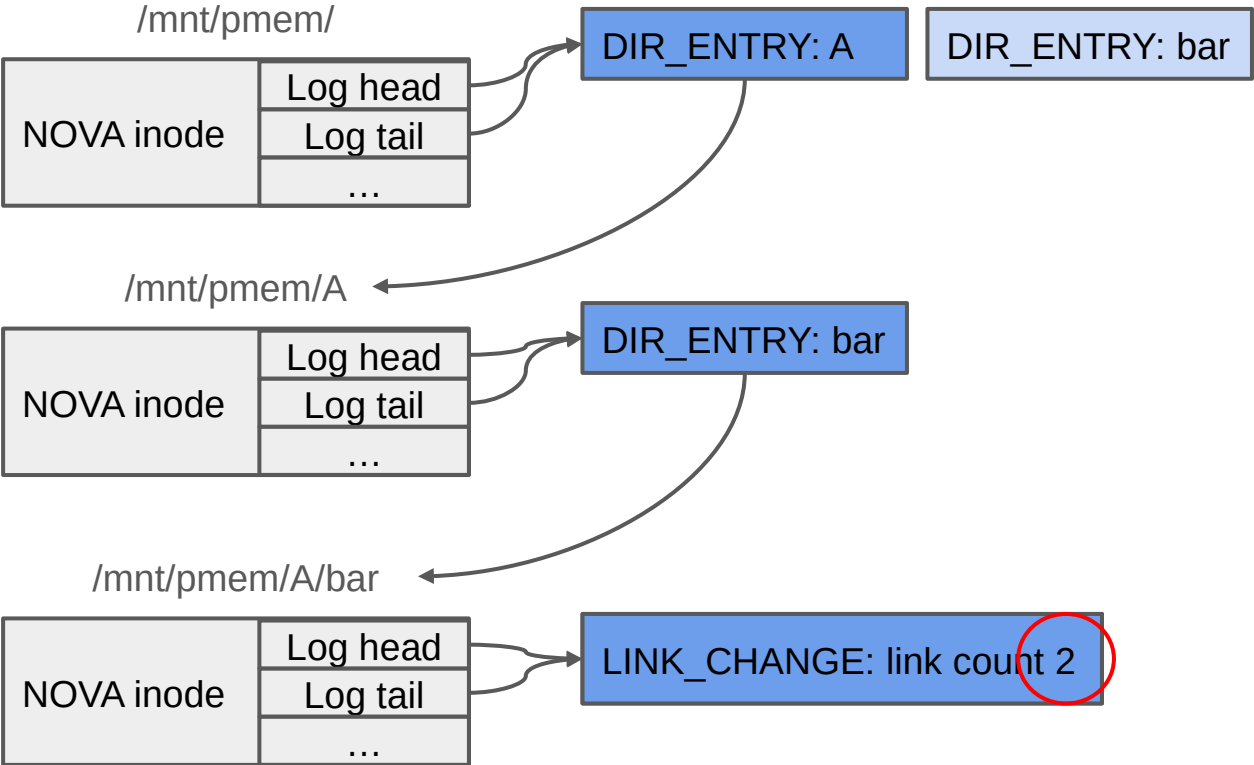 /mnt/pmem/
DIR_ENTRY: A
DIR_ENTRY: bar
Log head
NOVA inode
Log tail
…
/mnt/pmem/A
DIR_ENTRY: bar
Log head
NOVA inode
Log tail
…
/mnt/pmem/A/bar
Log head
LINK_CHANGE: link count 2
NOVA inode
Log tail
…